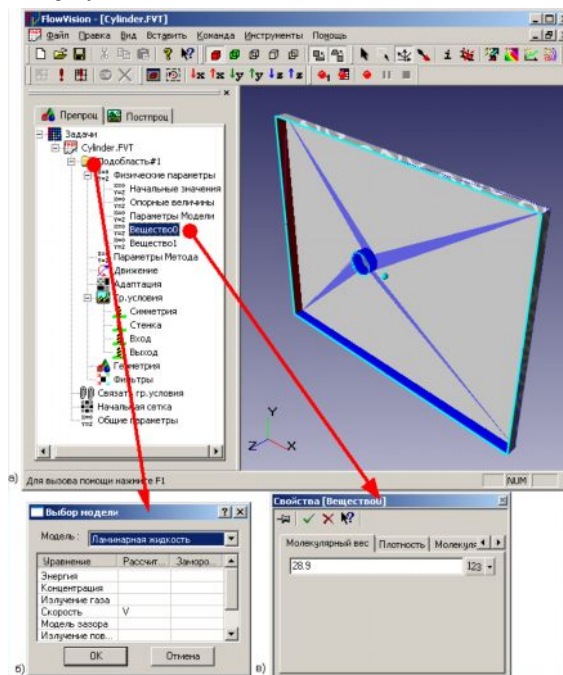 FlowVision - [Cylinder.FVT]
Файл Правка Вид Вставить Команда Инструменты Помощь
Препроц Постпроц
Задачи
Cylinder.FVT
Подобласть#1
Физические параметры
Начальные значения
Опорные величины
Параметры Модели
Вещество0
Вещество1
Параметры Метода
Движение
Адаптация
Гр.условия
Симметрия
Стенка
Вход
Выход
Геометрия
Фильтры
Связать гр.условия
Начальная сетка
Общие параметры
Y
Z X
а)
Для вызова помощи нажмите F1 NUM
Выбор модели
Модель: Ламинарная жидкость
Уравнение Рассчит... Заморо...
Энергия
Концентрация
Излучение газа
Скорость V
Модель зазора
Излучение пов...
OK Отмена
б)
Свойства [Вещество0]
Молекулярный вес Плотность Молекуля
28.9 123
в)